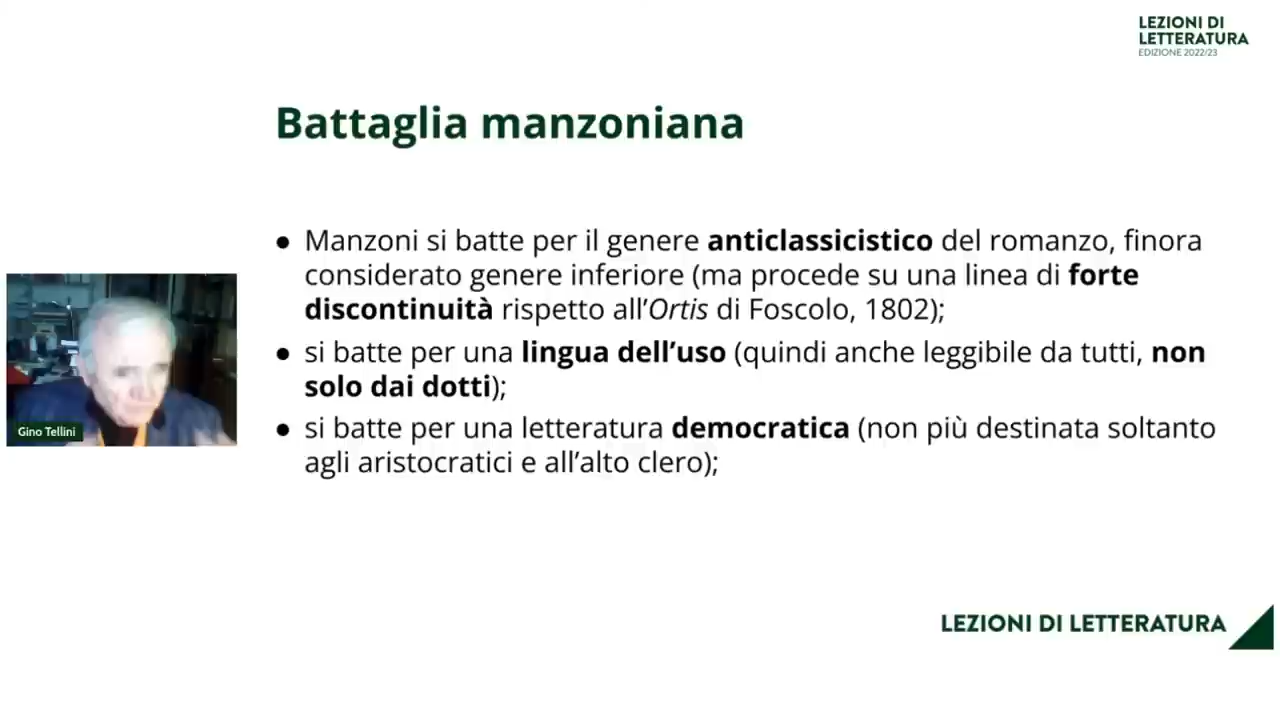 LEZIONI DI
LETTERATURA
EDIZIONE 2022/23
Battaglia manzoniana
● Manzoni si batte per il genere anticlassicistico del romanzo, finora
considerato genere inferiore (ma procede su una linea di forte
discontinuità rispetto all’Ortis di Foscolo, 1802);
● si batte per una lingua dell’uso (quindi anche leggibile da tutti, non
solo dai dotti);
● si batte per una letteratura democratica (non più destinata soltanto
agli aristocratici e all’alto clero);
Gino Tellini
LEZIONI DI LETTERATURA